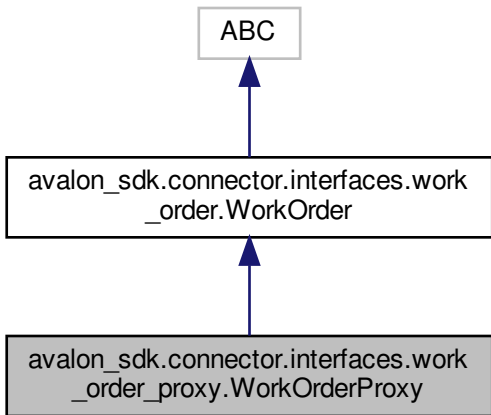 ABC
avalon_sdk.connector.interfaces.work
_order.WorkOrder
avalon_sdk.connector.interfaces.work
_order_proxy.WorkOrderProxy